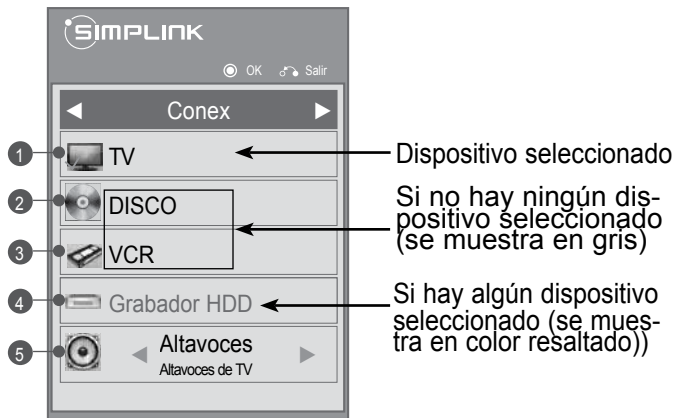 SIMPLINK
OK Salir
Conex
1 TV
Dispositivo seleccionado
2 DISCO
3 VCR
Si no hay ningún dis-
positivo seleccionado
(se muestra en gris)
4 Grabador HDD
Si hay algún dispositivo
seleccionado (se mues-
tra en color resaltado))
5 Altavoces
Altavoces de TV